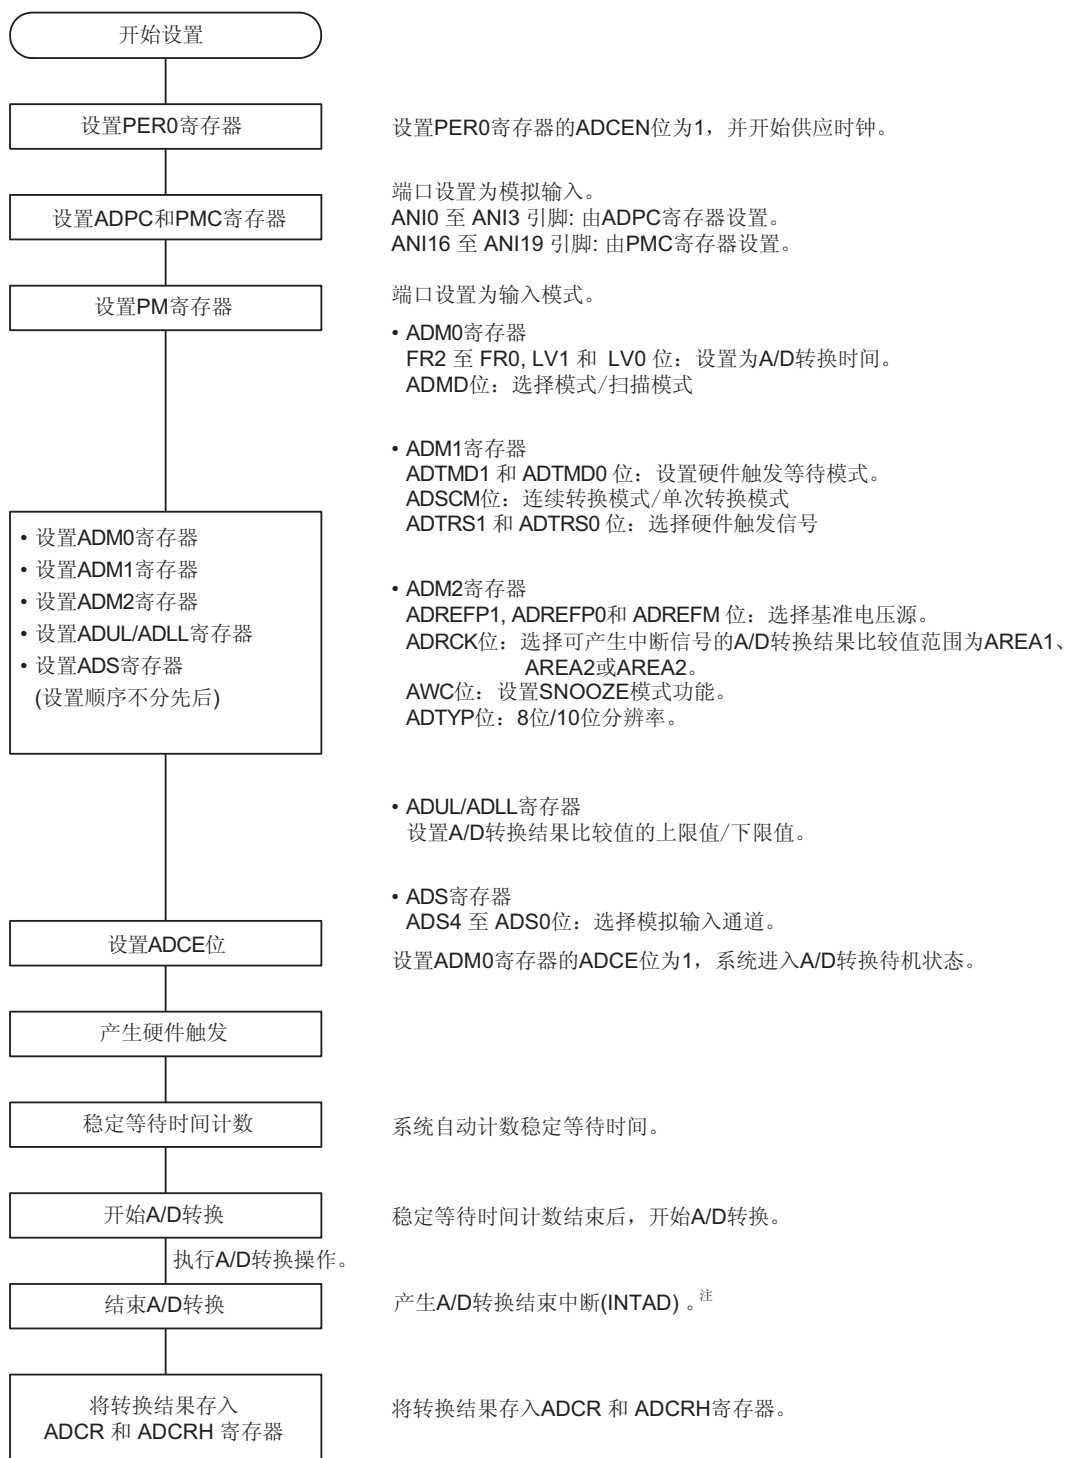 开始设置
设置PER0寄存器
设置PER0寄存器的ADCEN位为1，并开始供应时钟。
设置ADPC和PMC寄存器
端口设置为模拟输入。
ANI0 至 ANI3 引脚: 由ADPC寄存器设置。
ANI16 至 ANI19 引脚: 由PMC寄存器设置。
设置PM寄存器
端口设置为输入模式。
• ADM0寄存器
FR2 至 FR0, LV1 和 LV0 位：设置为A/D转换时间。
ADMD位：选择模式/扫描模式
• ADM1寄存器
ADTMD1 和 ADTMD0 位：设置硬件触发等待模式。
ADSCM位：连续转换模式/单次转换模式
ADTRS1 和 ADTRS0 位：选择硬件触发信号
• 设置ADM0寄存器
• 设置ADM1寄存器
• 设置ADM2寄存器
• 设置ADUL/ADLL寄存器
• 设置ADS寄存器
(设置顺序不分先后)
• ADM2寄存器
ADREFP1, ADREFP0和 ADREFM 位：选择基准电压源。
ADRCK位：选择可产生中断信号的A/D转换结果比较值范围为AREA1、
AREA2或AREA2。
AWC位：设置SNOOZE模式功能。
ADTYP位：8位/10位分辨率。
• ADUL/ADLL寄存器
设置A/D转换结果比较值的上限值/下限值。
• ADS寄存器
ADS4 至 ADS0位：选择模拟输入通道。
设置ADCE位
设置ADM0寄存器的ADCE位为1，系统进入A/D转换待机状态。
产生硬件触发
稳定等待时间计数
系统自动计数稳定等待时间。
开始A/D转换
稳定等待时间计数结束后，开始A/D转换。
执行A/D转换操作。
结束A/D转换
产生A/D转换结束中断(INTAD) 。注
将转换结果存入
ADCR 和 ADCRH 寄存器
将转换结果存入ADCR 和 ADCRH寄存器。